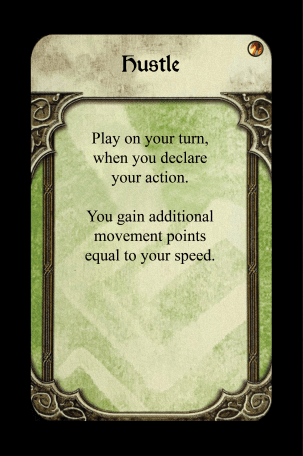 Hustle
Play on your turn,
when you declare
your action.
You gain additional
movement points
equal to your speed.